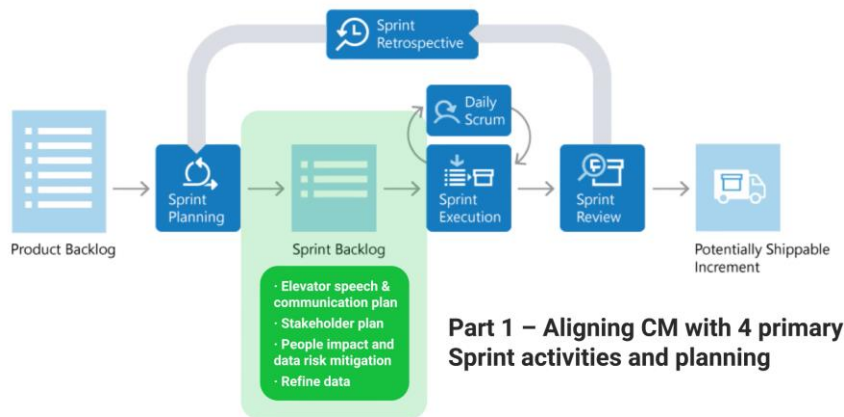 Sprint
Retrospective
Daily
Scrum
Sprint
Planning
Sprint
Execution
Sprint
Review
Product Backlog
Sprint Backlog
Potentially Shippable
Increment
· Elevator speech &
communication plan
· Stakeholder plan
· People impact and
data risk mitigation
· Refine data
Part 1 – Aligning CM with 4 primary
Sprint activities and planning